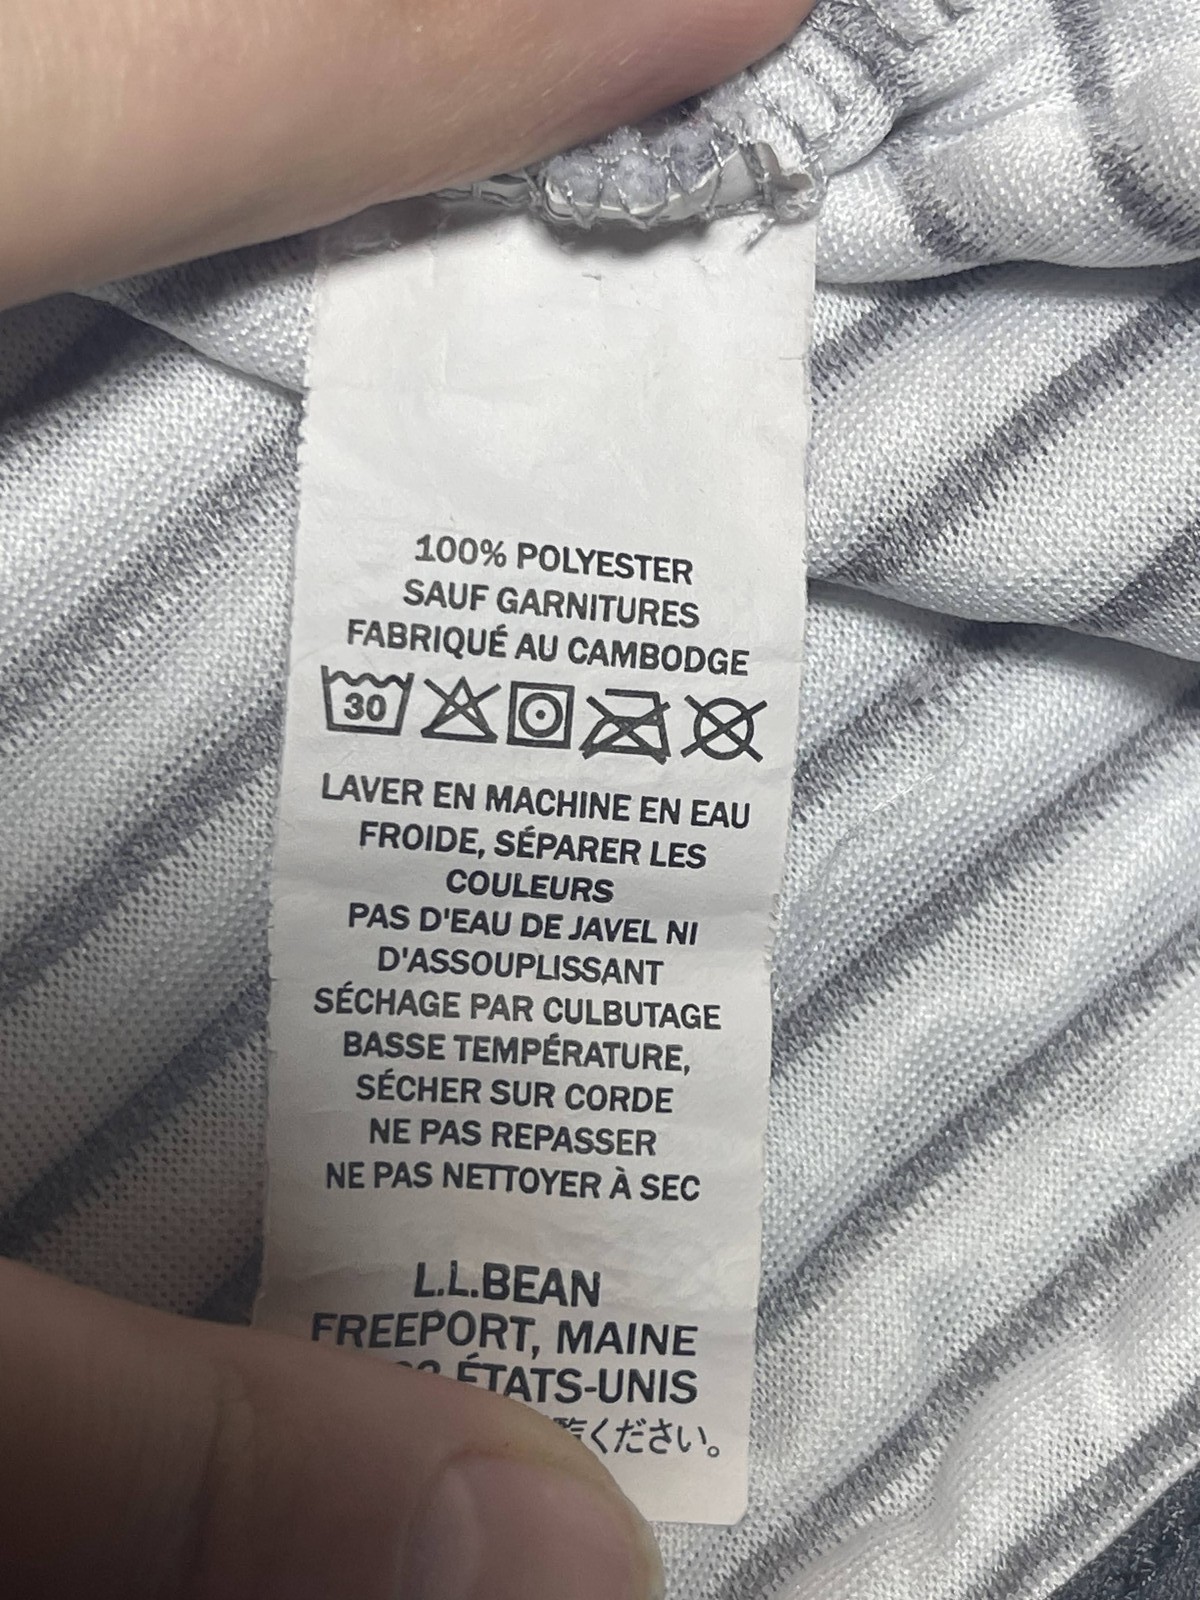 100% POLYESTER
SAUF GARNITURES
FABRIQUÉ AU CAMBODGE
30
LAVER EN MACHINE EN EAU
FROIDE, SÉPARER LES
COULEURS
PAS D'EAU DE JAVEL NI
D'ASSOUPLISSANT
SÉCHAGE PAR CULBUTAGE
BASSE TEMPÉRATURE,
SÉCHER SUR CORDE
NE PAS REPASSER
NE PAS NETTOYER À SEC
L.L.BEAN
FREEPORT, MAINE
ÉTATS-UNIS
ください。